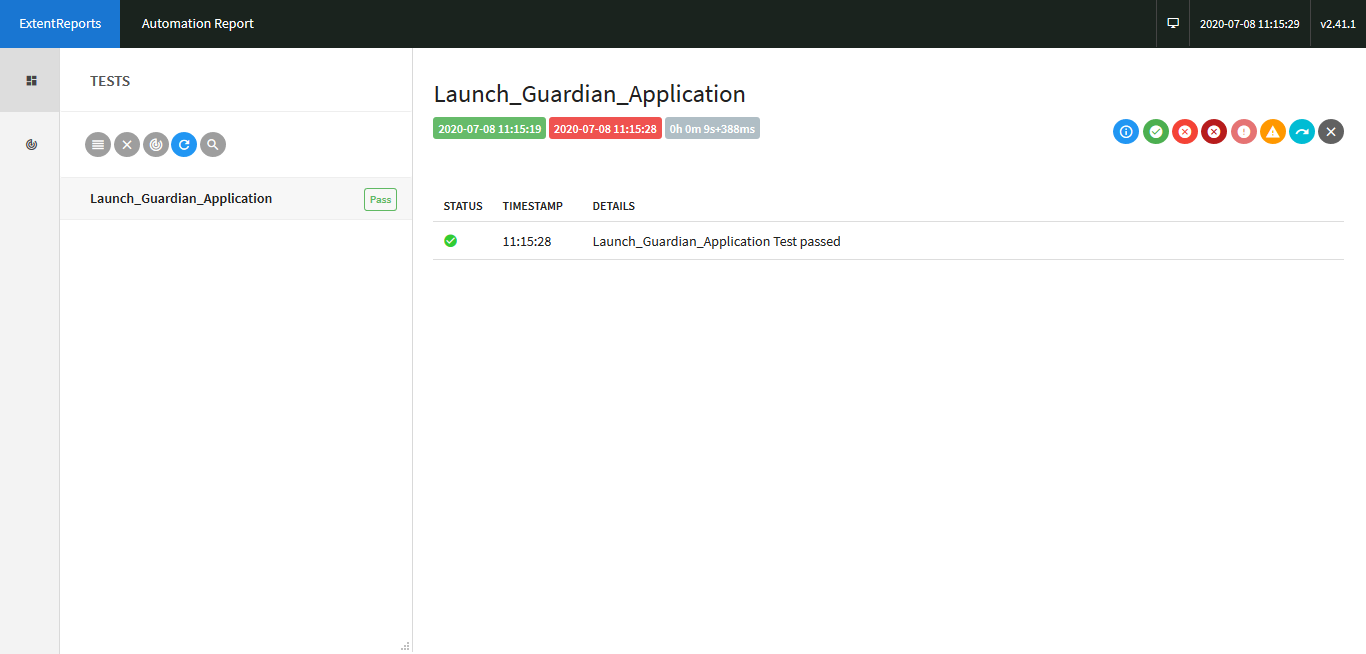 ExtentReports
Automation Report
2020-07-08 11:15:29
v2.41.1
TESTS
Launch_Guardian_Application
Pass
Launch_Guardian_Application
2020-07-08 11:15:19
2020-07-08 11:15:28
0h 0m 9s+388ms
STATUS TIMESTAMP DETAILS
11:15:28 Launch_Guardian_Application Test passed